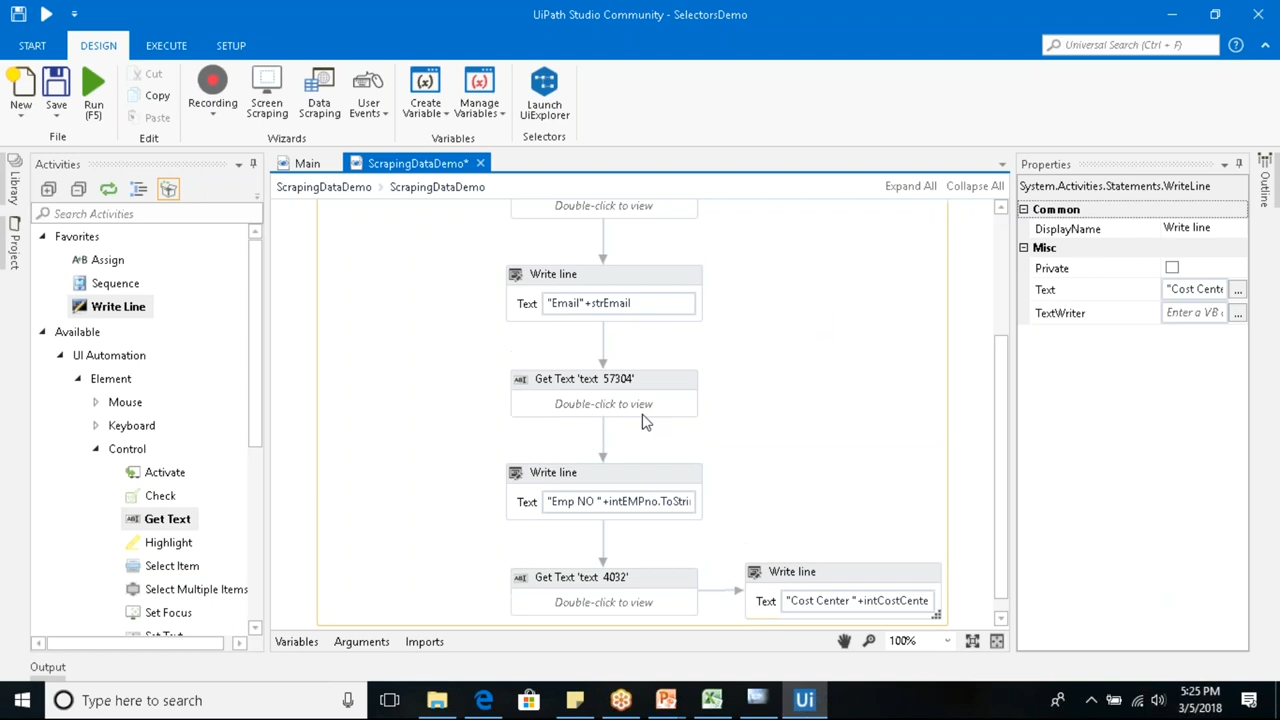 UiPath Studio Community - SelectorsDemo
START DESIGN EXECUTE SETUP
Universal Search (Ctrl + F)
New Save Run (F5)
Cut
Copy
Paste
Recording Screen Scraping Data Scraping User Events
Create Variable Manage Variables Launch UiExplorer
File Edit Wizards Variables Selectors
Library
Project
Activities
Search Activities
Favorites
Assign
Sequence
Write Line
Available
UI Automation
Element
Mouse
Keyboard
Control
Activate
Check
Get Text
Highlight
Select Item
Select Multiple Items
Set Focus
Set Text
Main ScrapingDataDemo*
ScrapingDataDemo > ScrapingDataDemo
Expand All Collapse All
Double-click to view
Write line
Text "Email"+strEmail
Get Text 'text 57304'
Double-click to view
Write line
Text "Emp NO "+intEMPno.ToStri
Get Text 'text 4032'
Double-click to view
Write line
Text "Cost Center "+intCostCente
Variables Arguments Imports
100%
Properties
System.Activities.Statements.WriteLine
Common
DisplayName Write line
Misc
Private
Text "Cost Cente ...
TextWriter Enter a VB e ...
Outline
Output
Type here to search
Ui
5:25 PM
3/5/2018